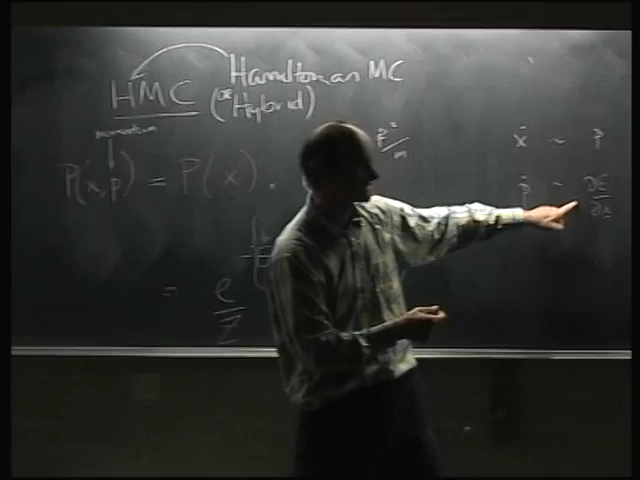 Hamiltonian MC
HMC (or Hybrid)
momentum
P(x,p) = P(x) .
p²/m
ẋ ~ p
ṗ ~ ∂E/∂x
= e
Z